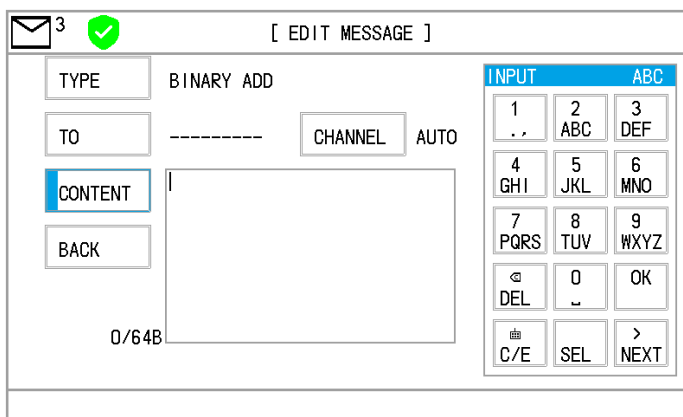 3 [ EDIT MESSAGE ]
TYPE BINARY ADD
TO --------- CHANNEL AUTO
CONTENT
BACK
0/64B
INPUT ABC
1 2 3
., ABC DEF
4 5 6
GHI JKL MNO
7 8 9
PQRS TUV WXYZ
0 OK
DEL ␣
>
C/E SEL NEXT